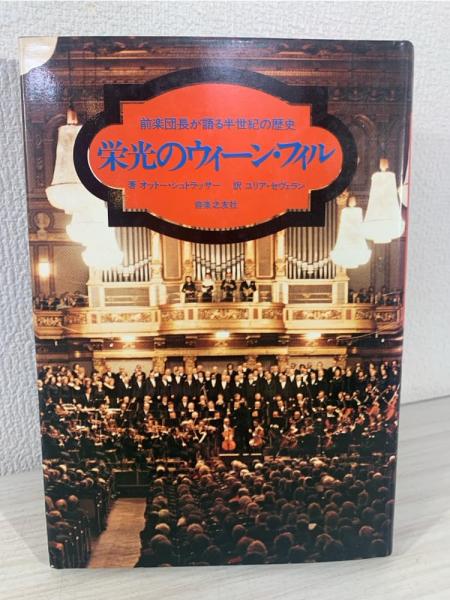 前楽団長が語る半世紀の歴史
栄光のウィーン・フィル
著 オットー・シュトラッサー 訳 ユリア・セヴェラン
音楽之友社